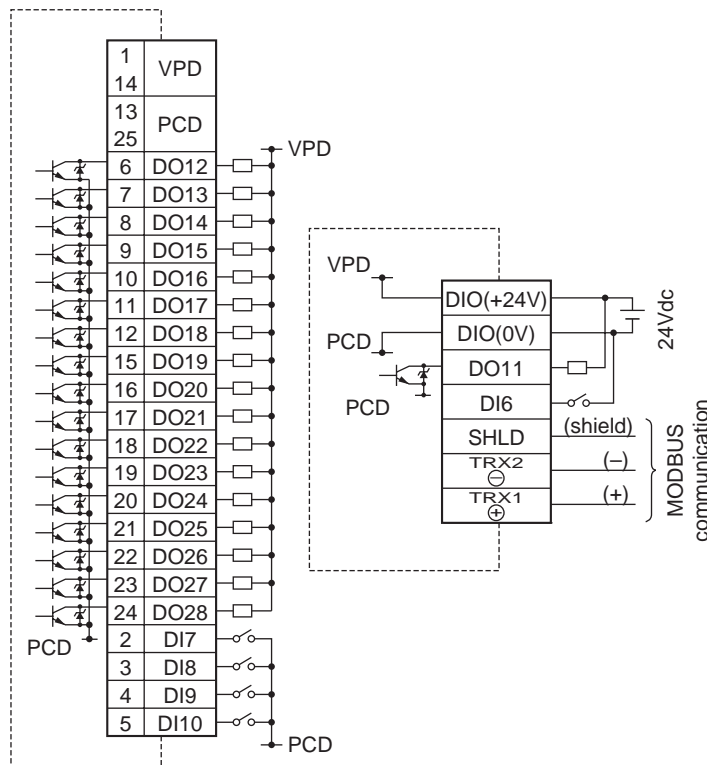 1
14 VPD
13
25 PCD
6 DO12
7 DO13
8 DO14
9 DO15
10 DO16
11 DO17
12 DO18
15 DO19
16 DO20
17 DO21
18 DO22
19 DO23
20 DO24
21 DO25
22 DO26
23 DO27
24 DO28
2 DI7
3 DI8
4 DI9
5 DI10
VPD
PCD
PCD
VPD
PCD
PCD
DIO(+24V)
DIO(0V)
DO11
DI6
SHLD (shield)
TRX2
⊖ (−)
TRX1
⊕ (+)
24Vdc
MODBUS
communication